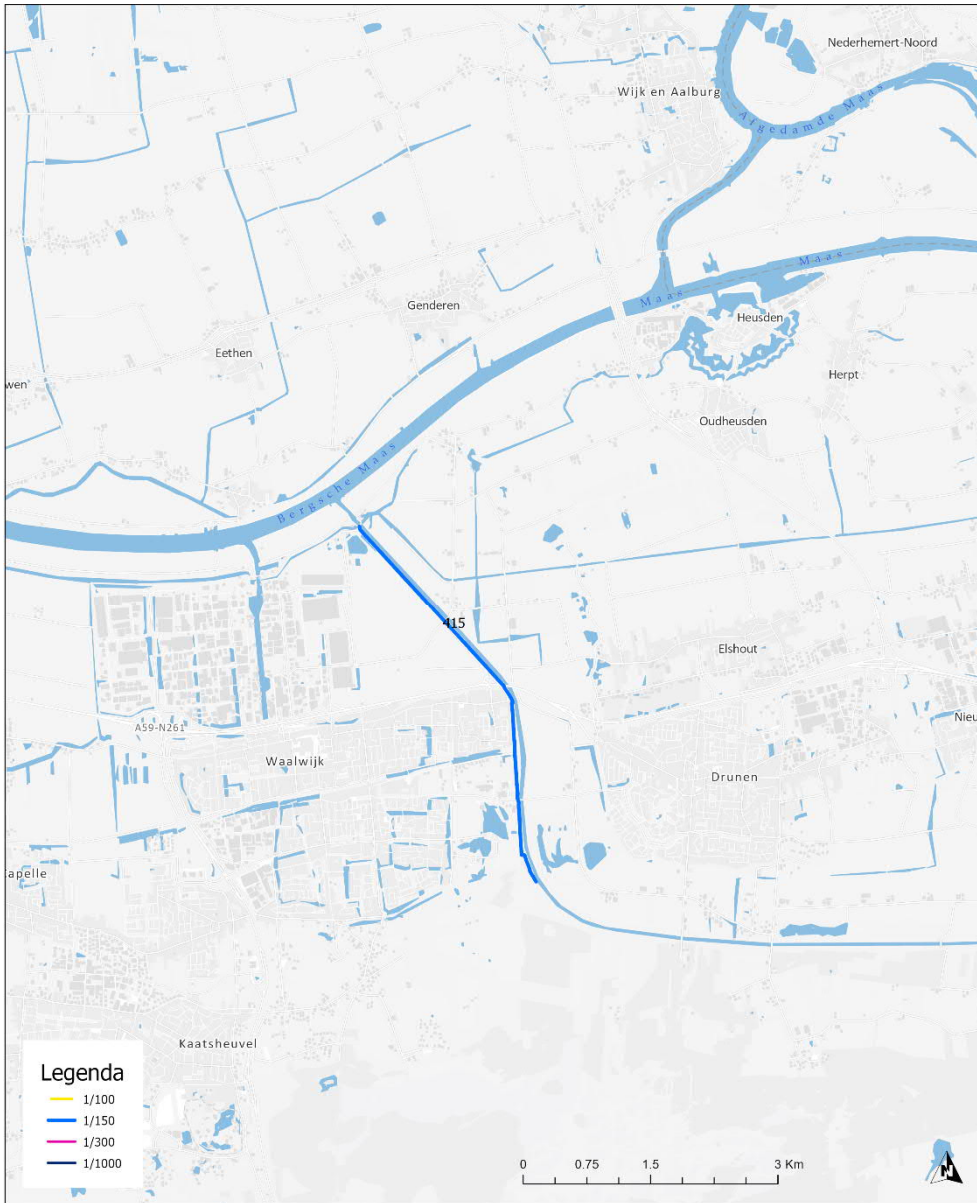 Nederhemert-Noord
Wijk en Aalburg
Afgedamde Maas
Maas
Maas
Genderen
Heusden
Eethen
Herpt
wen
Oudheusden
Bergsche Maas
415
Elshout
A59-N261
Nieu
Waalwijk
Drunen
Capelle
Kaatsheuvel
Legenda
1/100
1/150
1/300
1/1000
0 0.75 1.5 3 Km
N